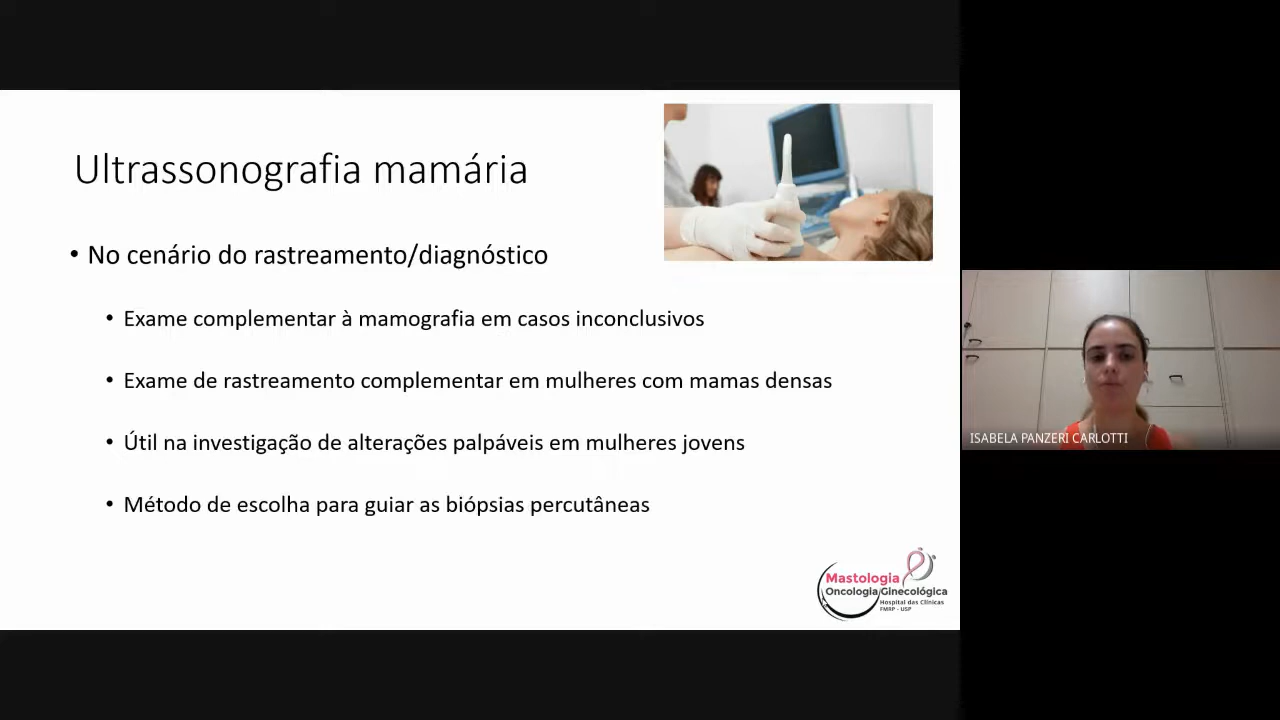 Ultrassonografia mamária
• No cenário do rastreamento/diagnóstico
• Exame complementar à mamografia em casos inconclusivos
• Exame de rastreamento complementar em mulheres com mamas densas
• Útil na investigação de alterações palpáveis em mulheres jovens
• Método de escolha para guiar as biópsias percutâneas
Mastologia
Oncologia Ginecológica
Hospital das Clínicas
FMRP - USP
ISABELA PANZERI CARLOTTI